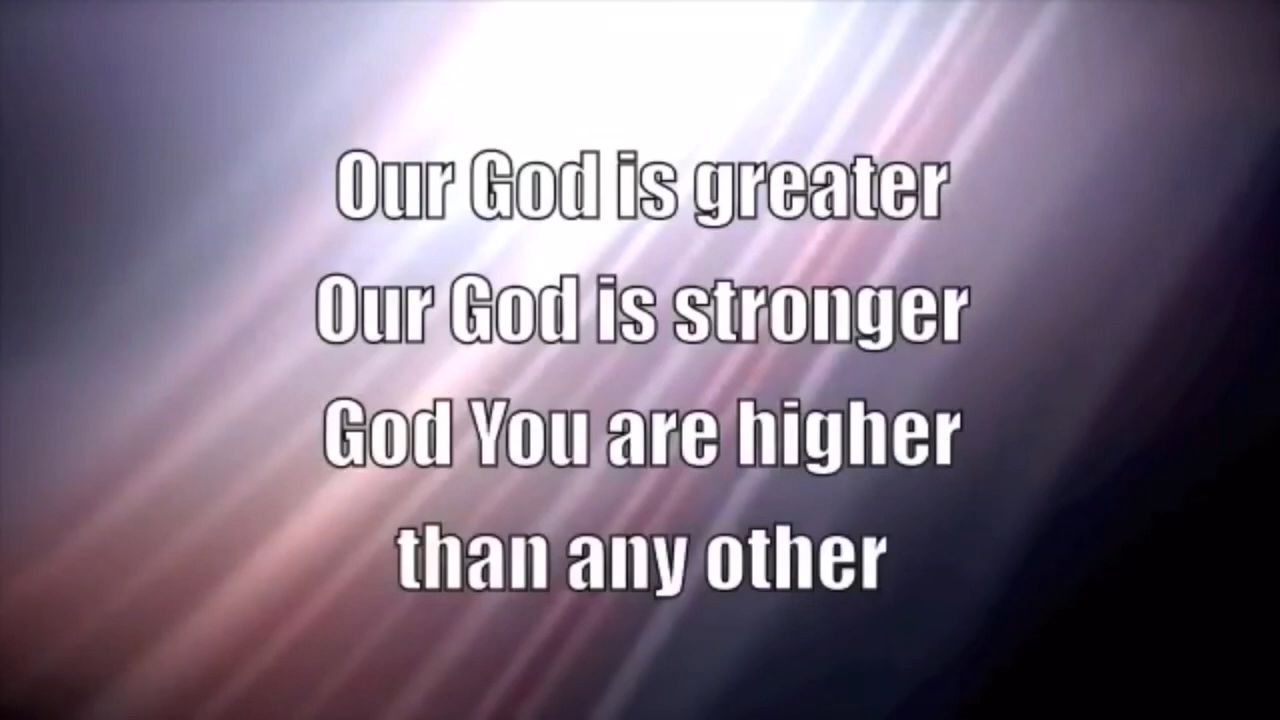 Our God is greater
Our God is stronger
God You are higher
than any other